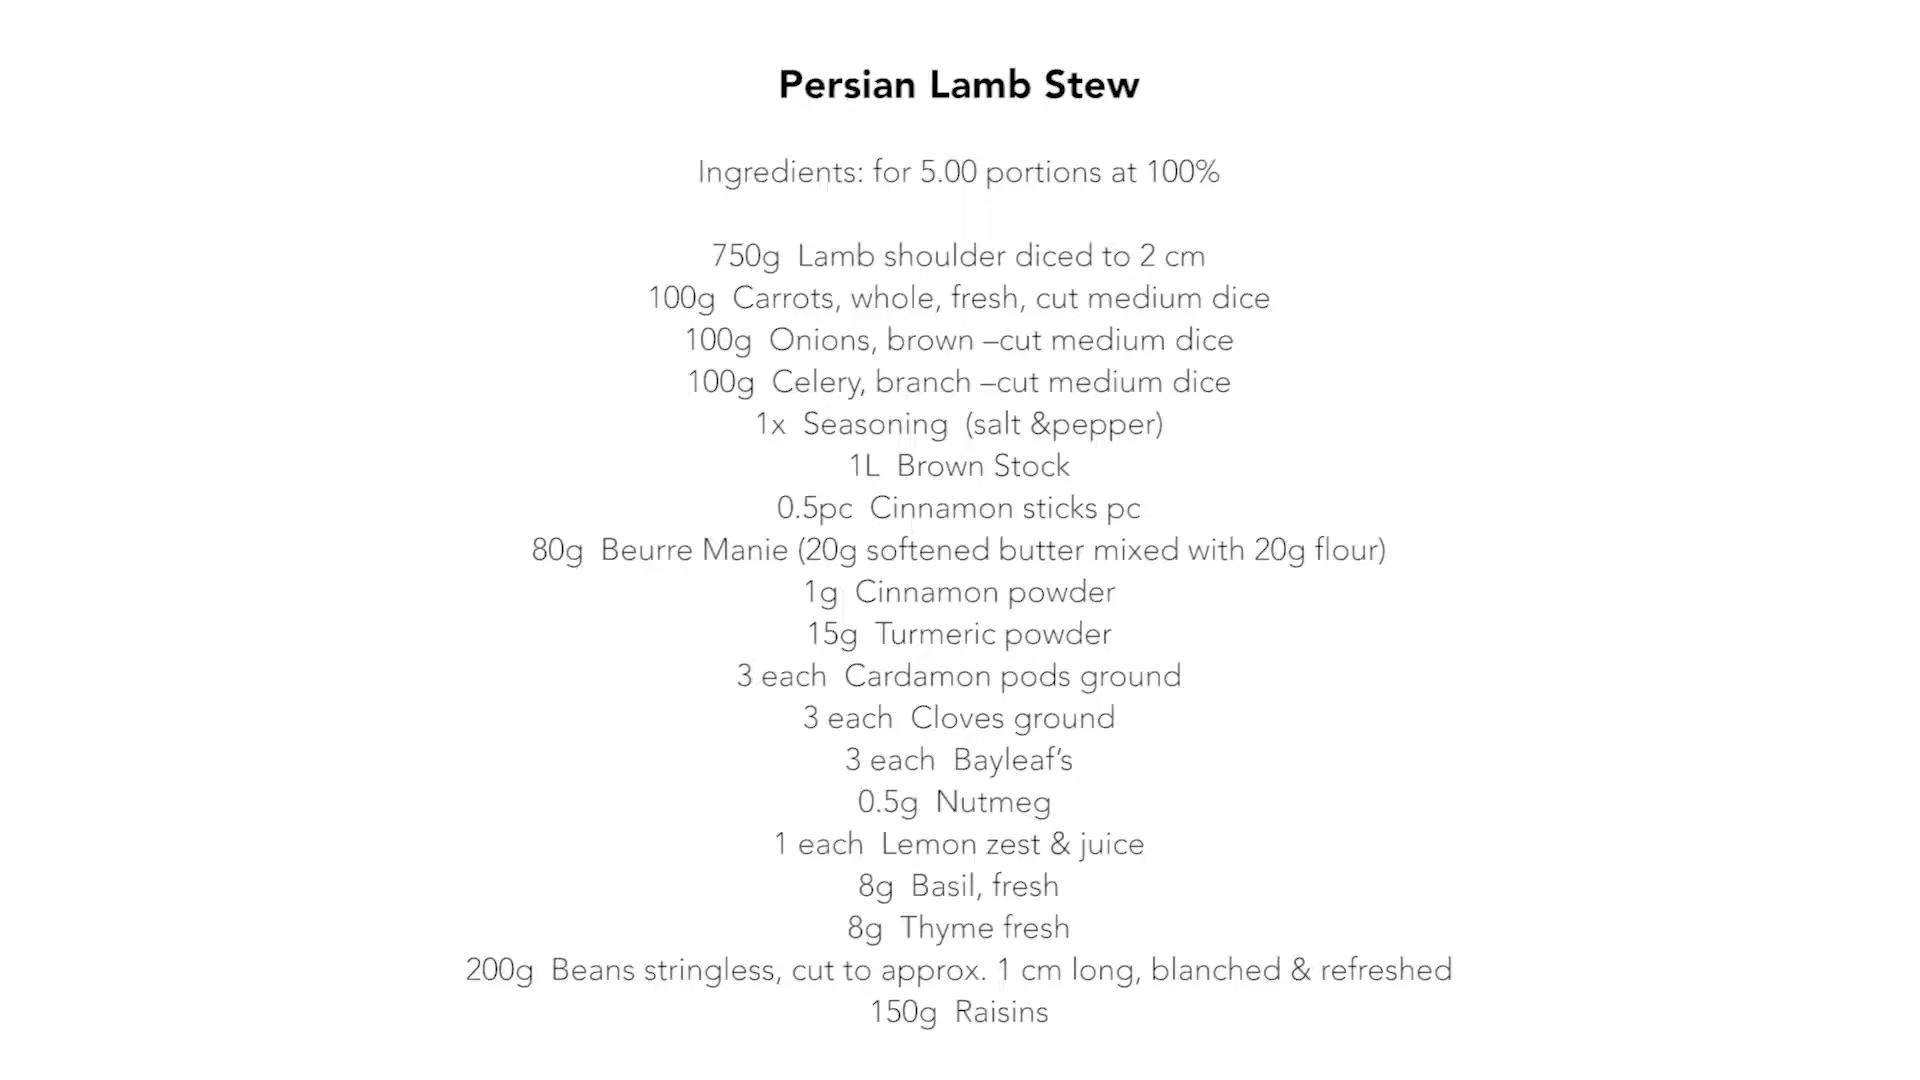 Persian Lamb Stew
Ingredients: for 5.00 portions at 100%
750g  Lamb shoulder diced to 2 cm
100g  Carrots, whole, fresh, cut medium dice
100g  Onions, brown –cut medium dice
100g  Celery, branch –cut medium dice
1x  Seasoning  (salt &pepper)
1L  Brown Stock
0.5pc  Cinnamon sticks pc
80g  Beurre Manie (20g softened butter mixed with 20g flour)
1g  Cinnamon powder
15g  Turmeric powder
3 each  Cardamon pods ground
3 each  Cloves ground
3 each  Bayleaf’s
0.5g  Nutmeg
1 each  Lemon zest & juice
8g  Basil, fresh
8g  Thyme fresh
200g  Beans stringless, cut to approx. 1 cm long, blanched & refreshed
150g  Raisins